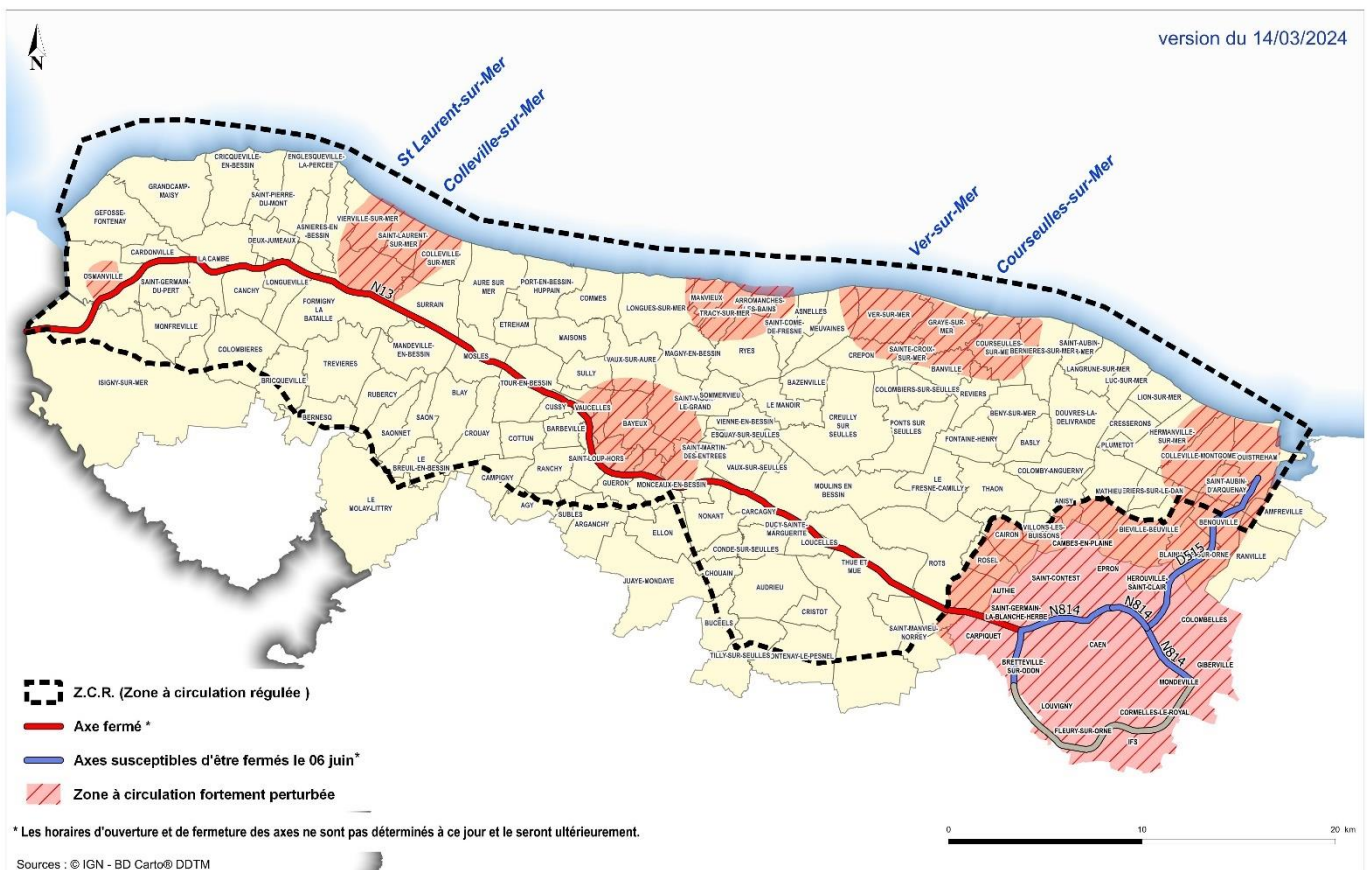 version du 14/03/2024
N
St Laurent-sur-Mer
Colleville-sur-Mer
Ver-sur-Mer
Courseulles-sur-Mer
CRICQUEVILLE-
EN-BESSIN
ENGLESQUEVILLE-
LA-PERCEE
GRANDCAMP-
MAISY
SAINT-PIERRE-
DU-MONT
GEFOSSE-
FONTENAY
ASNIERES-EN-
BESSIN
VIERVILLE-SUR-MER
SAINT-LAURENT-
SUR-MER
DEUX-JUMEAUX
CARDONVILLE
LA CAMBE
COLLEVILLE-
SUR-MER
OSMANVILLE
SAINT-GERMAIN-
DU-PERT
CANCHY
LONGUEVILLE
N13
AURE SUR
MER
PORT-EN-BESSIN-
HUPPAIN
COMMES
FORMIGNY
LA
BATAILLE
SURRAIN
LONGUES-SUR-MER
MANVIEUX
TRACY-SUR-MER
ARROMANCHES-
LES-BAINS
ASNELLES
SAINT-COME-
DE-FRESNE
MEUVAINES
VER-SUR-MER
GRAYE-SUR-
MER
MONFREVILLE
ETREHAM
MAISONS
COLOMBIERES
MANDEVILLE-
EN-BESSIN
MOSLES
VAUX-SUR-AURE
MAGNY-EN-BESSIN
RYES
CREPON
SAINTE-CROIX-
SUR-MER
COURSEULLES-
SUR-ME
BERNIERES-SUR-MER
SAINT-AUBIN-
BANVILLE
LANGRUNE-SUR-MER
TREVIERES
SULLY
ISIGNY-SUR-MER
BRICQUEVILLE
TOUR-EN-BESSIN
BAZENVILLE
COLOMBIERS-SUR-SEULLES
REVIERS
LUC-SUR-MER
LION-SUR-MER
RUBERCY
BLAY
SOMMERVIEU
LE-GRAND
LE MANOIR
CUSSY
VAUCELLES
BERNESQ
SAON
BAYEUX
VIENNE-EN-BESSIN
CREULLY
SUR
SEULLES
PONTS SUR
SEULLES
BENY-SUR-MER
DOUVRES-LA-
DELIVRANDE
CRESSERONS
SAONNET
CROUAY
COTTUN
BARBEVILLE
ESQUAY-SUR-SEULLES
FONTAINE-HENRY
BASLY
PLUMETOT
HERMANVILLE-
SUR-MER
SAINT-MARTIN-
DES-ENTREES
SAINT-LOUP-HORS
COLLEVILLE-MONTGOME
OUISTREHAM
LE
BREUIL-EN-BESSIN
RANCHY
VAUX-SUR-SEULLES
COLOMBY-ANGUERNY
CAMPIGNY
GUERON
MONCEAUX-EN-BESSIN
MOULINS EN
BESSIN
LE
FRESNE-CAMILLY
THAON
ANISY
MATHIEU
ERIERS-SUR-LE-DAN
SAINT-AUBIN-
D'ARQUENAY
LE
MOLAY-LITTRY
AGY
SUBLES
ARGANCHY
NONANT
CARCAGNY
AMFREVILLE
ELLON
DUCY-SAINTE-
MARGUERITE
CAIRON
VILLONS-LES-
BUISSONS
CAMBES-EN-PLAINE
BIEVILLE-BEUVILLE
BENOUVILLE
CONDE-SUR-SEULLES
LOUCELLES
D515
RANVILLE
ROSEL
ROTS
EPRON
THUE ET
MUE
CHOUAIN
JUAYE-MONDAYE
AUDRIEU
AUTHIE
SAINT-CONTEST
HEROUVILLE-
SAINT-CLAIR
CRISTOT
SAINT-GERMAIN-
LA-BLANCHE-HERBE
N814
N814
COLOMBELLES
BUCEELS
SAINT-MANVIEU-
NORREY
CARPIQUET
CAEN
N814
TILLY-SUR-SEULLES
ONTENAY-LE-PESNEL
BRETTEVILLE-
SUR-ODON
GIBERVILLE
MONDEVILLE
LOUVIGNY
CORMELLES-LE-ROYAL
FLEURY-SUR-ORNE
IFS
Z.C.R. (Zone à circulation régulée )
Axe fermé *
Axes susceptibles d'être fermés le 06 juin*
Zone à circulation fortement perturbée
* Les horaires d'ouverture et de fermeture des axes ne sont pas déterminés à ce jour et le seront ultérieurement.
0 10 20 km
Sources : © IGN - BD Carto® DDTM